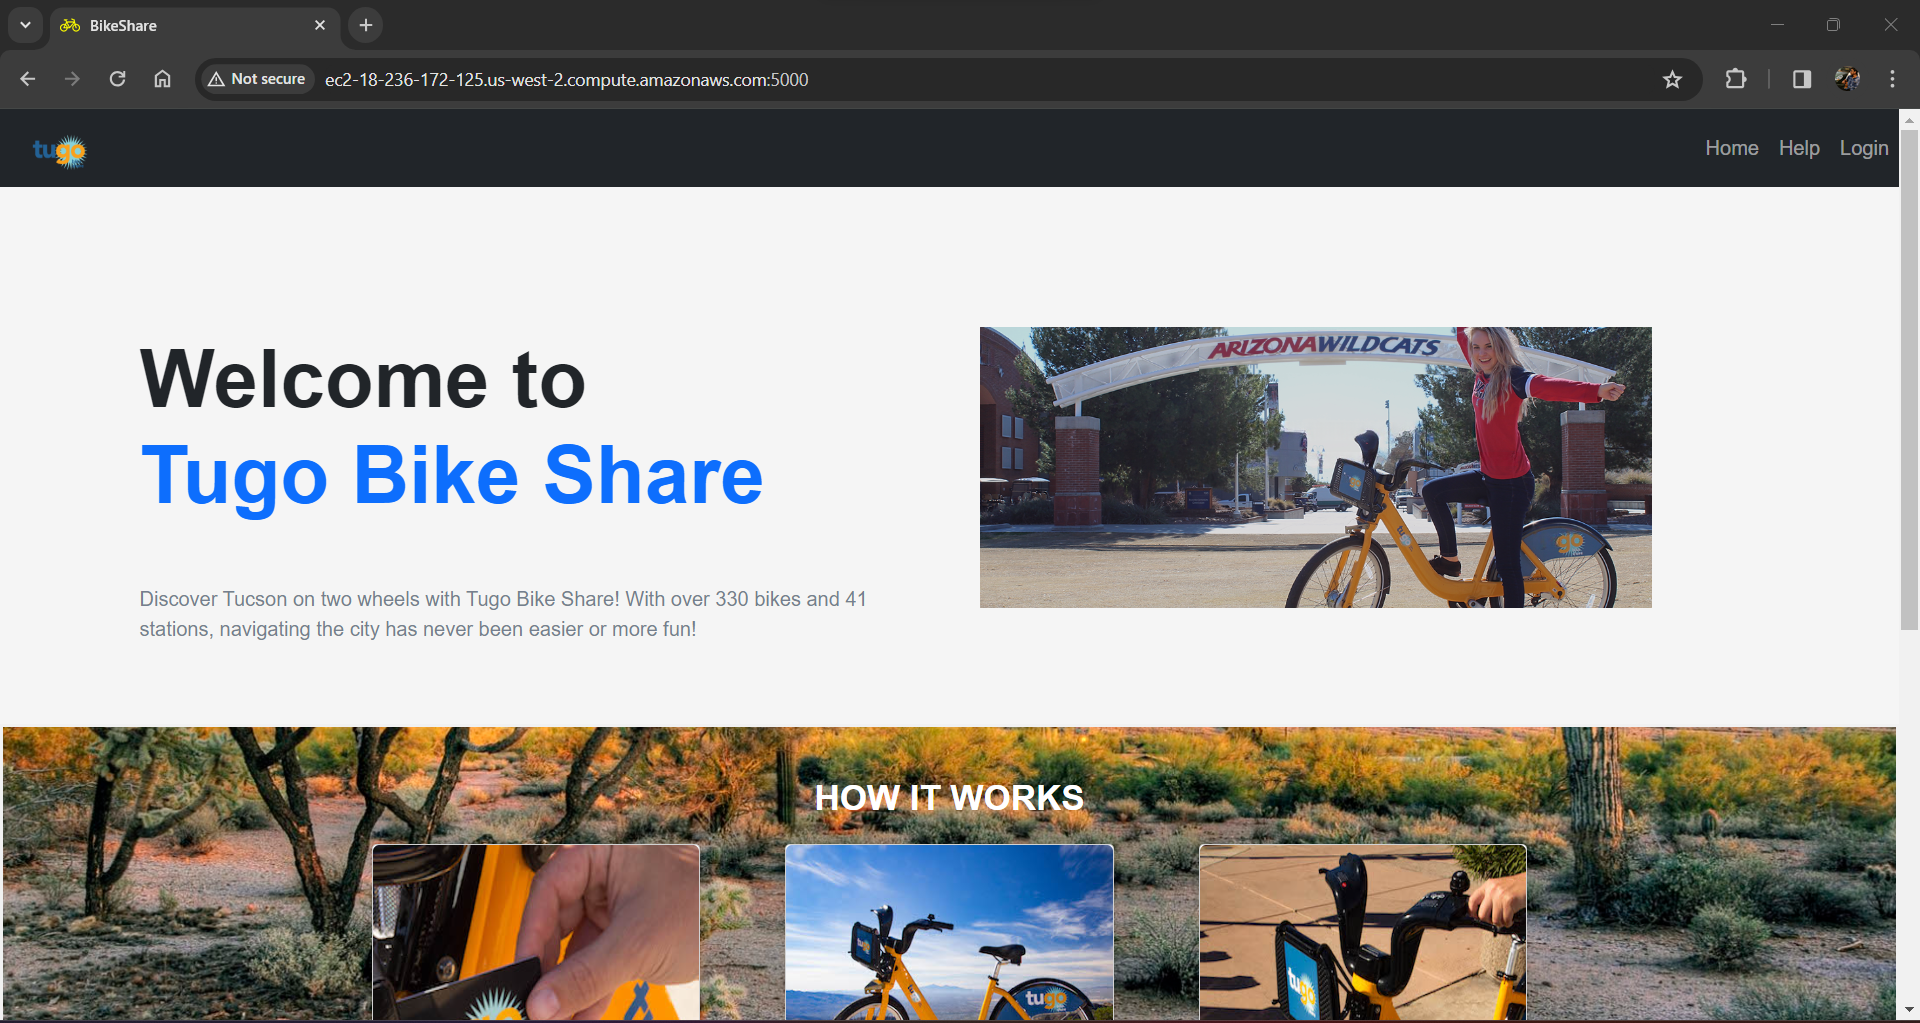 BikeShare
Not secure
ec2-18-236-172-125.us-west-2.compute.amazonaws.com:5000
tugo
Home Help Login
Welcome to
Tugo Bike Share
Discover Tucson on two wheels with Tugo Bike Share! With over 330 bikes and 41
stations, navigating the city has never been easier or more fun!
ARIZONAWILDCATS
go
HOW IT WORKS
tugo
tugo